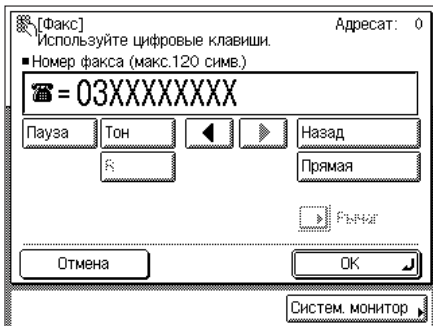 [Факс] Адресат: 0
Используйте цифровые клавиши.
■Номер факса (макс.120 симв.)
☎ = 03XXXXXXXX
Пауза Тон ◀ ▶ Назад
R Прямая
Рычаг
Отмена OK
Систем. монитор